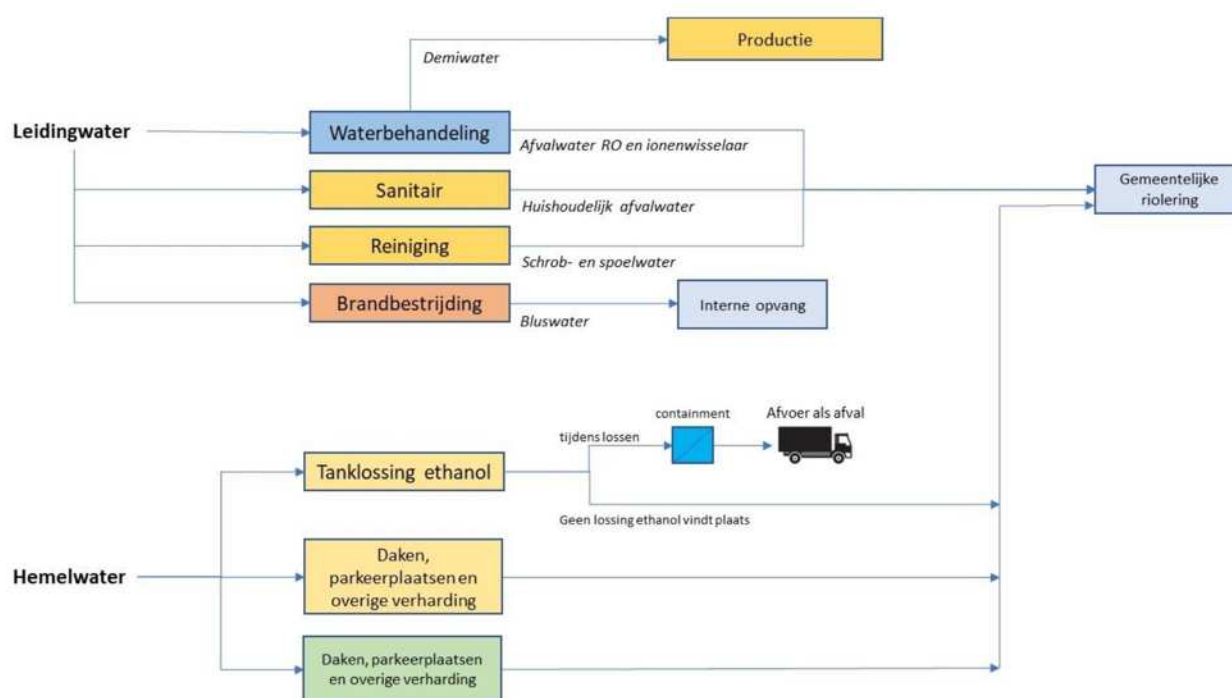 Productie
Demiwater
Leidingwater
Waterbehandeling
Afvalwater RO en ionenwisselaar
Sanitair
Huishoudelijk afvalwater
Gemeentelijke
riolering
Reiniging
Schrob- en spoelwater
Brandbestrijding
Bluswater
Interne opvang
containment
Afvoer als afval
tijdens lossen
Tanklossing ethanol
Geen lossing ethanol vindt plaats
Hemelwater
Daken,
parkeerplaatsen en
overige verharding
Daken, parkeerplaatsen
en overige verharding